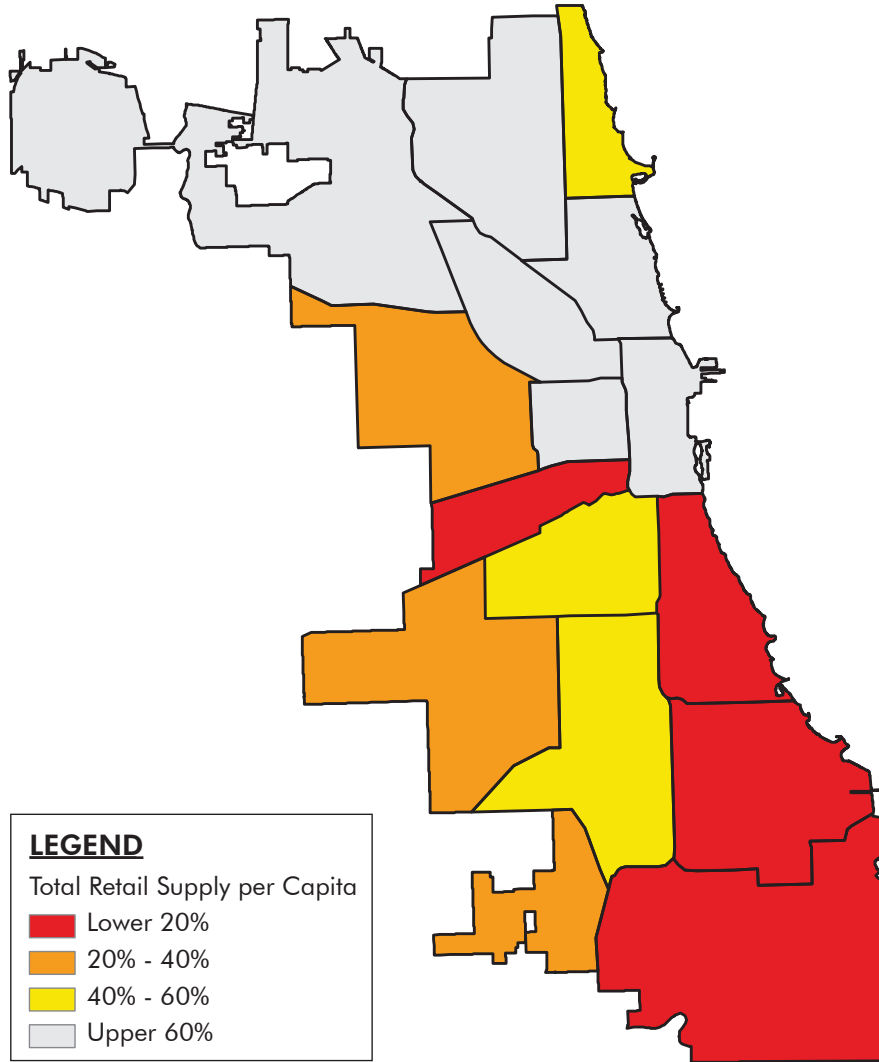 LEGEND
Total Retail Supply per Capita
Lower 20%
20% - 40%
40% - 60%
Upper 60%